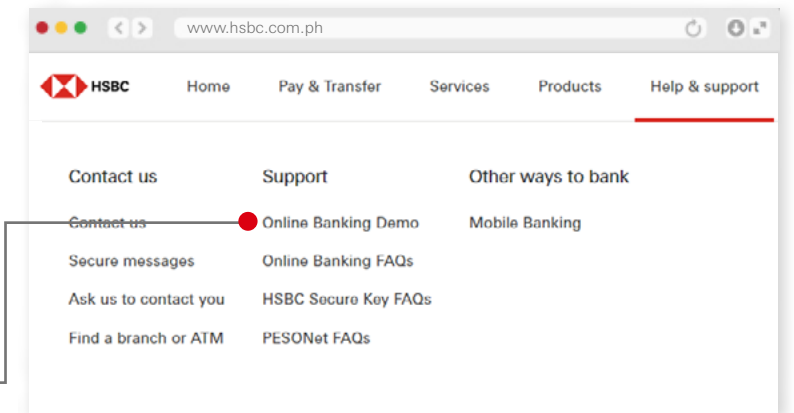 www.hsbc.com.ph
HSBC Home Pay & Transfer Services Products Help & support
Contact us Support Other ways to bank
Contact us Online Banking Demo Mobile Banking
Secure messages Online Banking FAQs
Ask us to contact you HSBC Secure Key FAQs
Find a branch or ATM PESONet FAQs